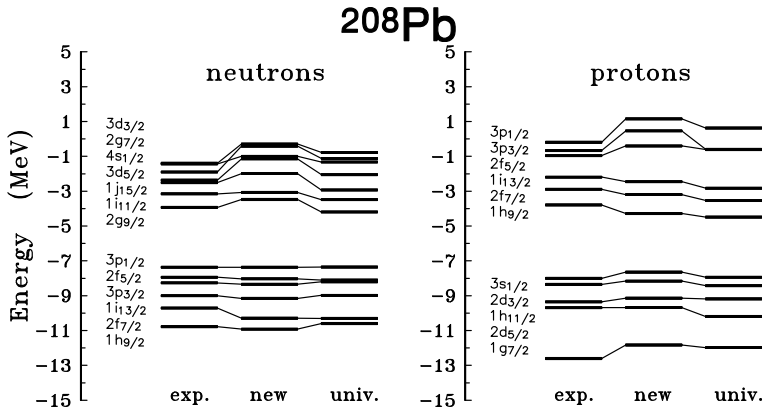 208Pb
neutrons
protons
Energy (MeV)
5
3
1
−1
−3
−5
−7
−9
−11
−13
−15
3d3/2
2g7/2
4s1/2
3d5/2
1j15/2
1i11/2
2g9/2
3p1/2
2f5/2
3p3/2
1i13/2
2f7/2
1h9/2
exp. new univ.
5
3
1
−1
−3
−5
−7
−9
−11
−13
−15
3p1/2
3p3/2
2f5/2
1i13/2
2f7/2
1h9/2
3s1/2
2d3/2
1h11/2
2d5/2
1g7/2
exp. new univ.